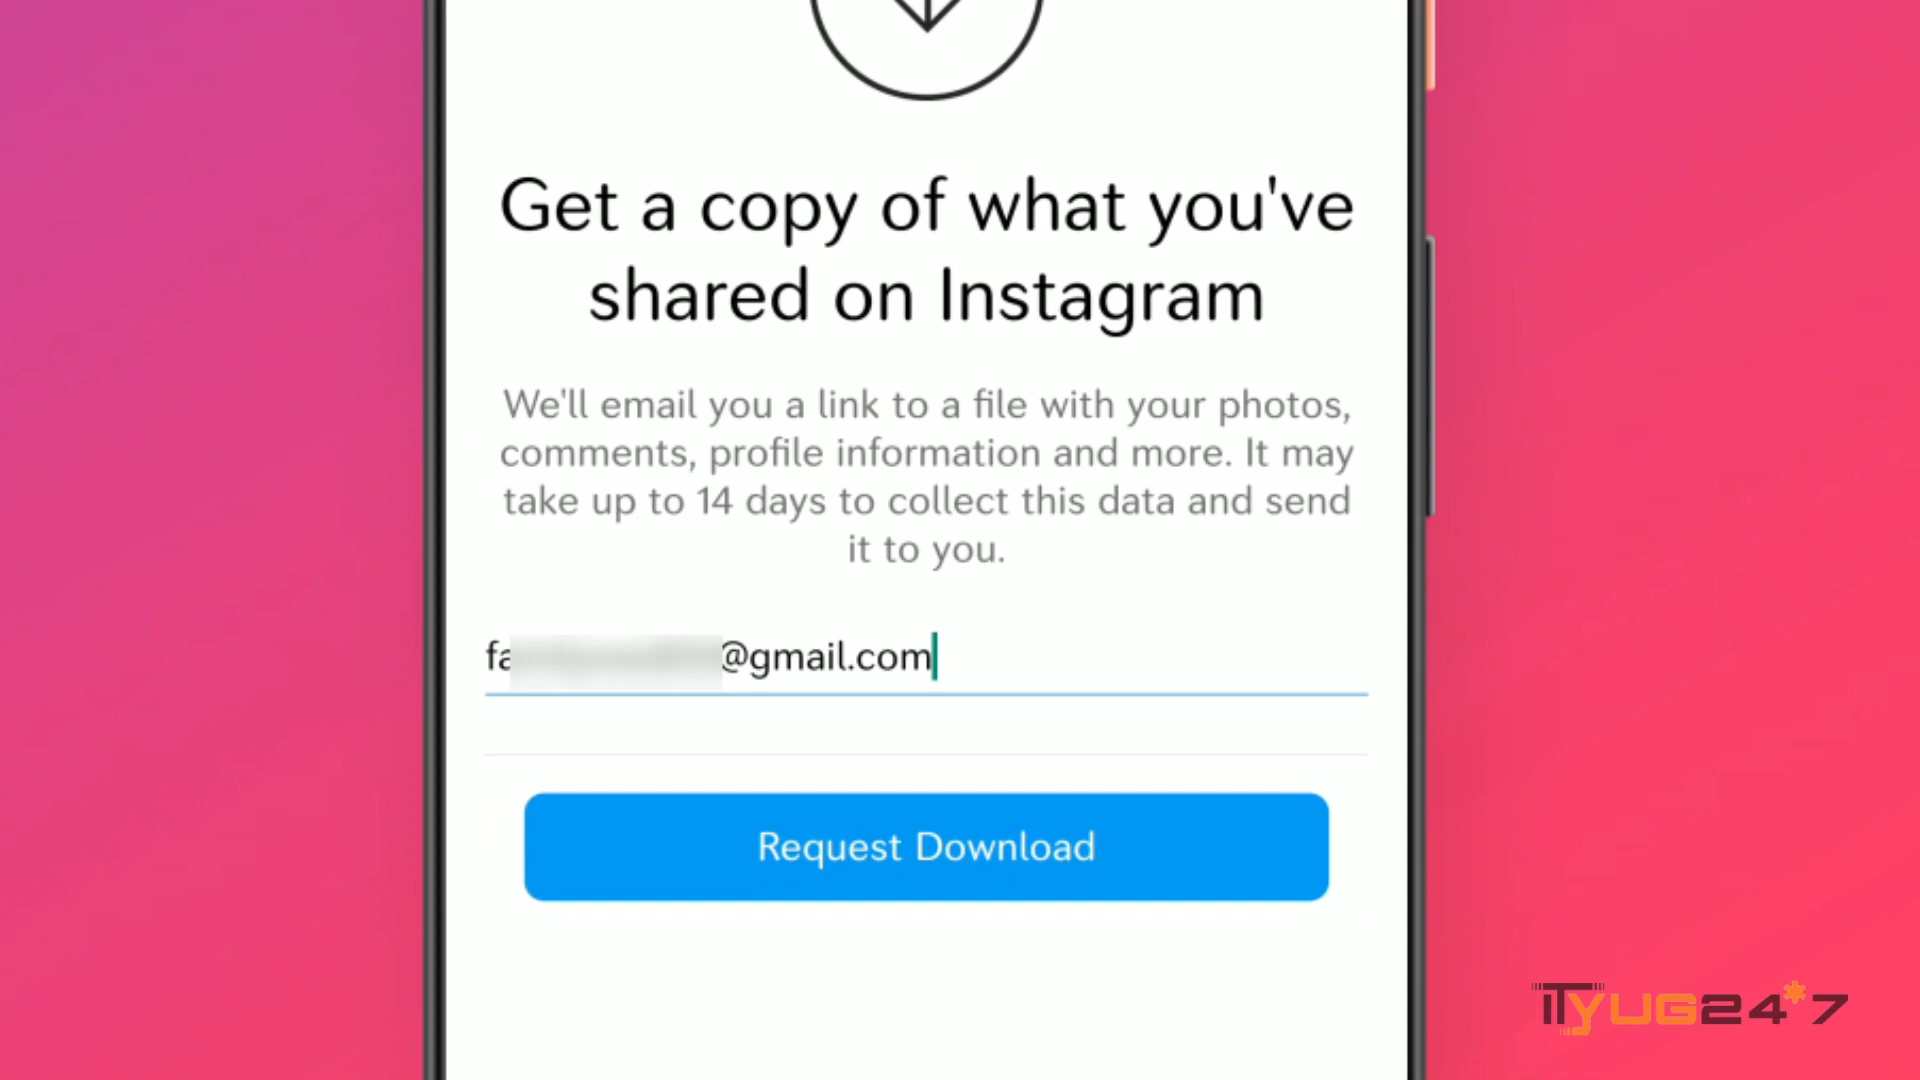 Get a copy of what you've
shared on Instagram
We'll email you a link to a file with your photos,
comments, profile information and more. It may
take up to 14 days to collect this data and send
it to you.
fa @gmail.com
Request Download
ITYUG24*7